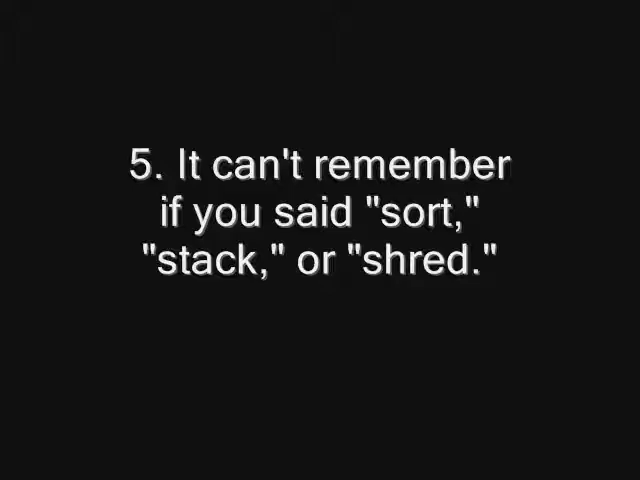 5. It can't remember
if you said "sort,"
"stack," or "shred."